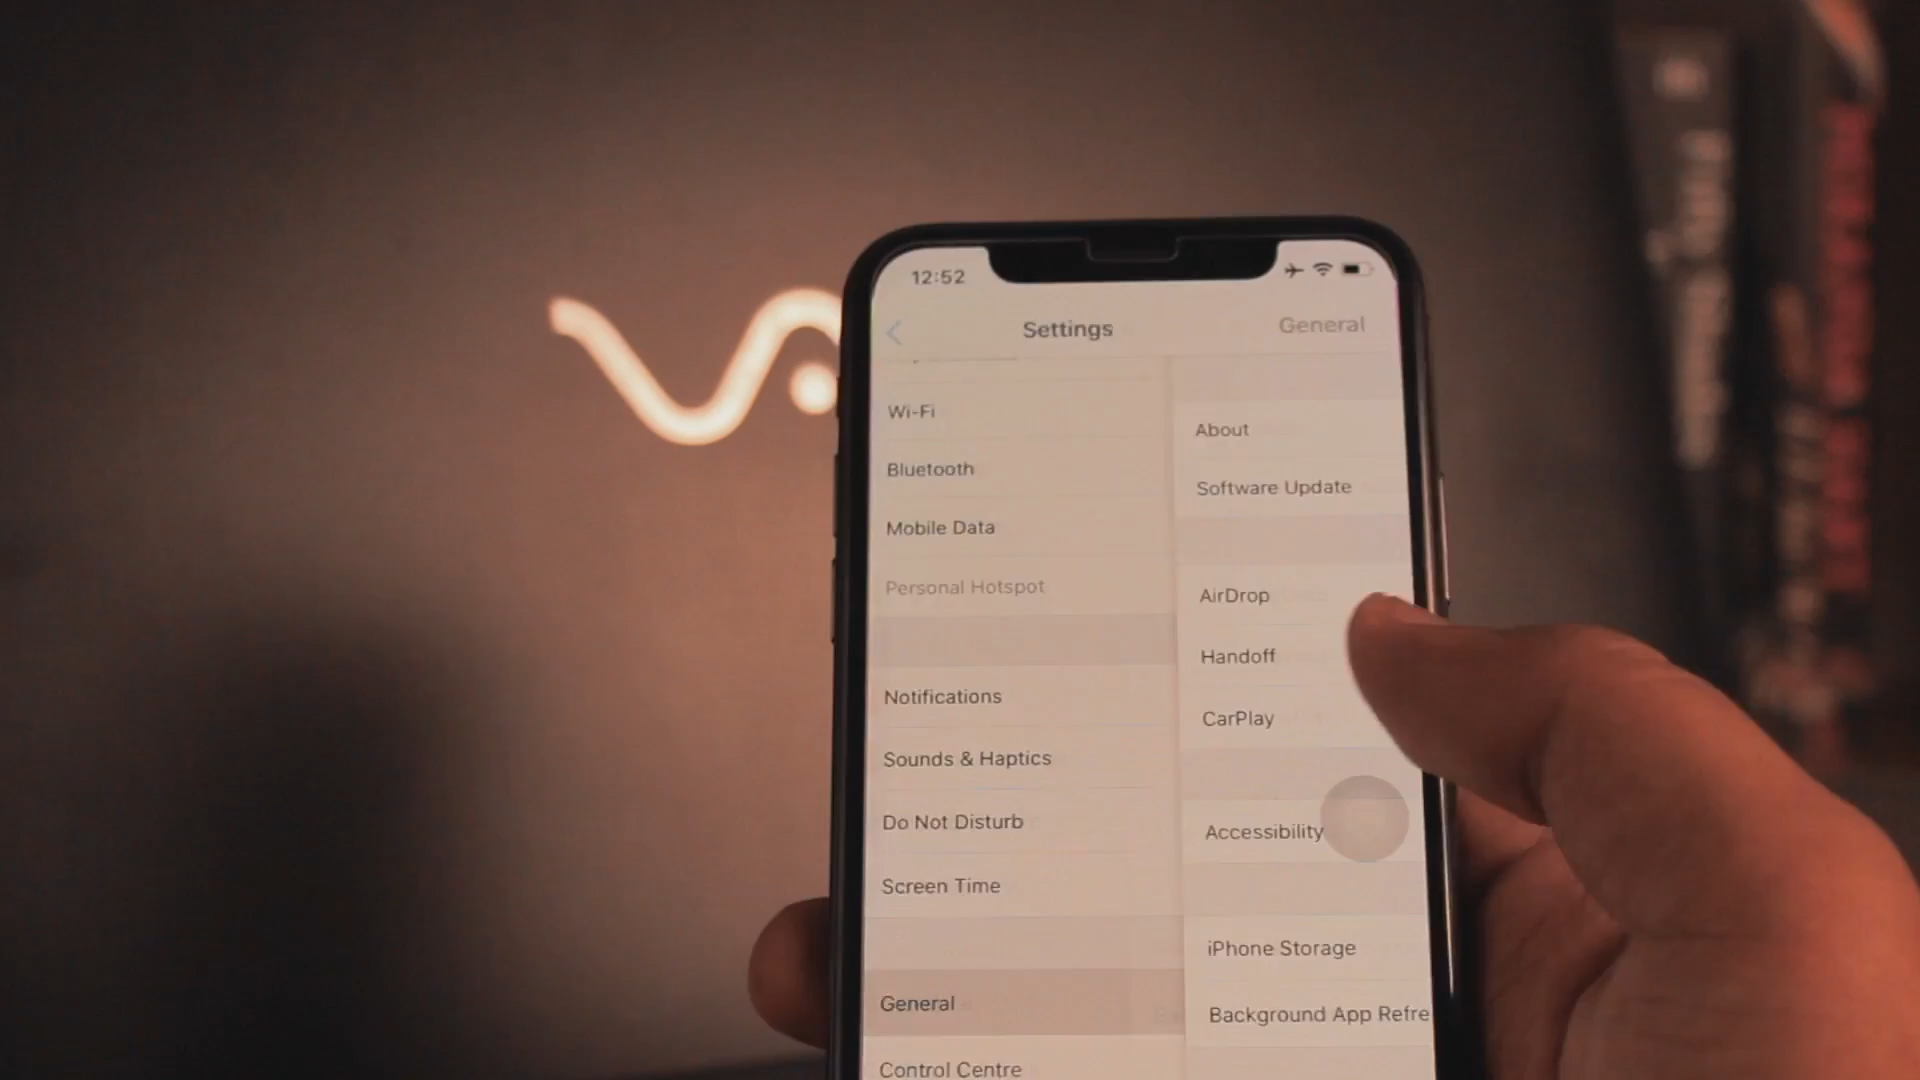 12:52
Settings
General
Wi-Fi
Bluetooth
Mobile Data
Personal Hotspot
Notifications
Sounds & Haptics
Do Not Disturb
Screen Time
General
Control Centre
About
Software Update
AirDrop
Handoff
CarPlay
Accessibility
iPhone Storage
Background App Refre